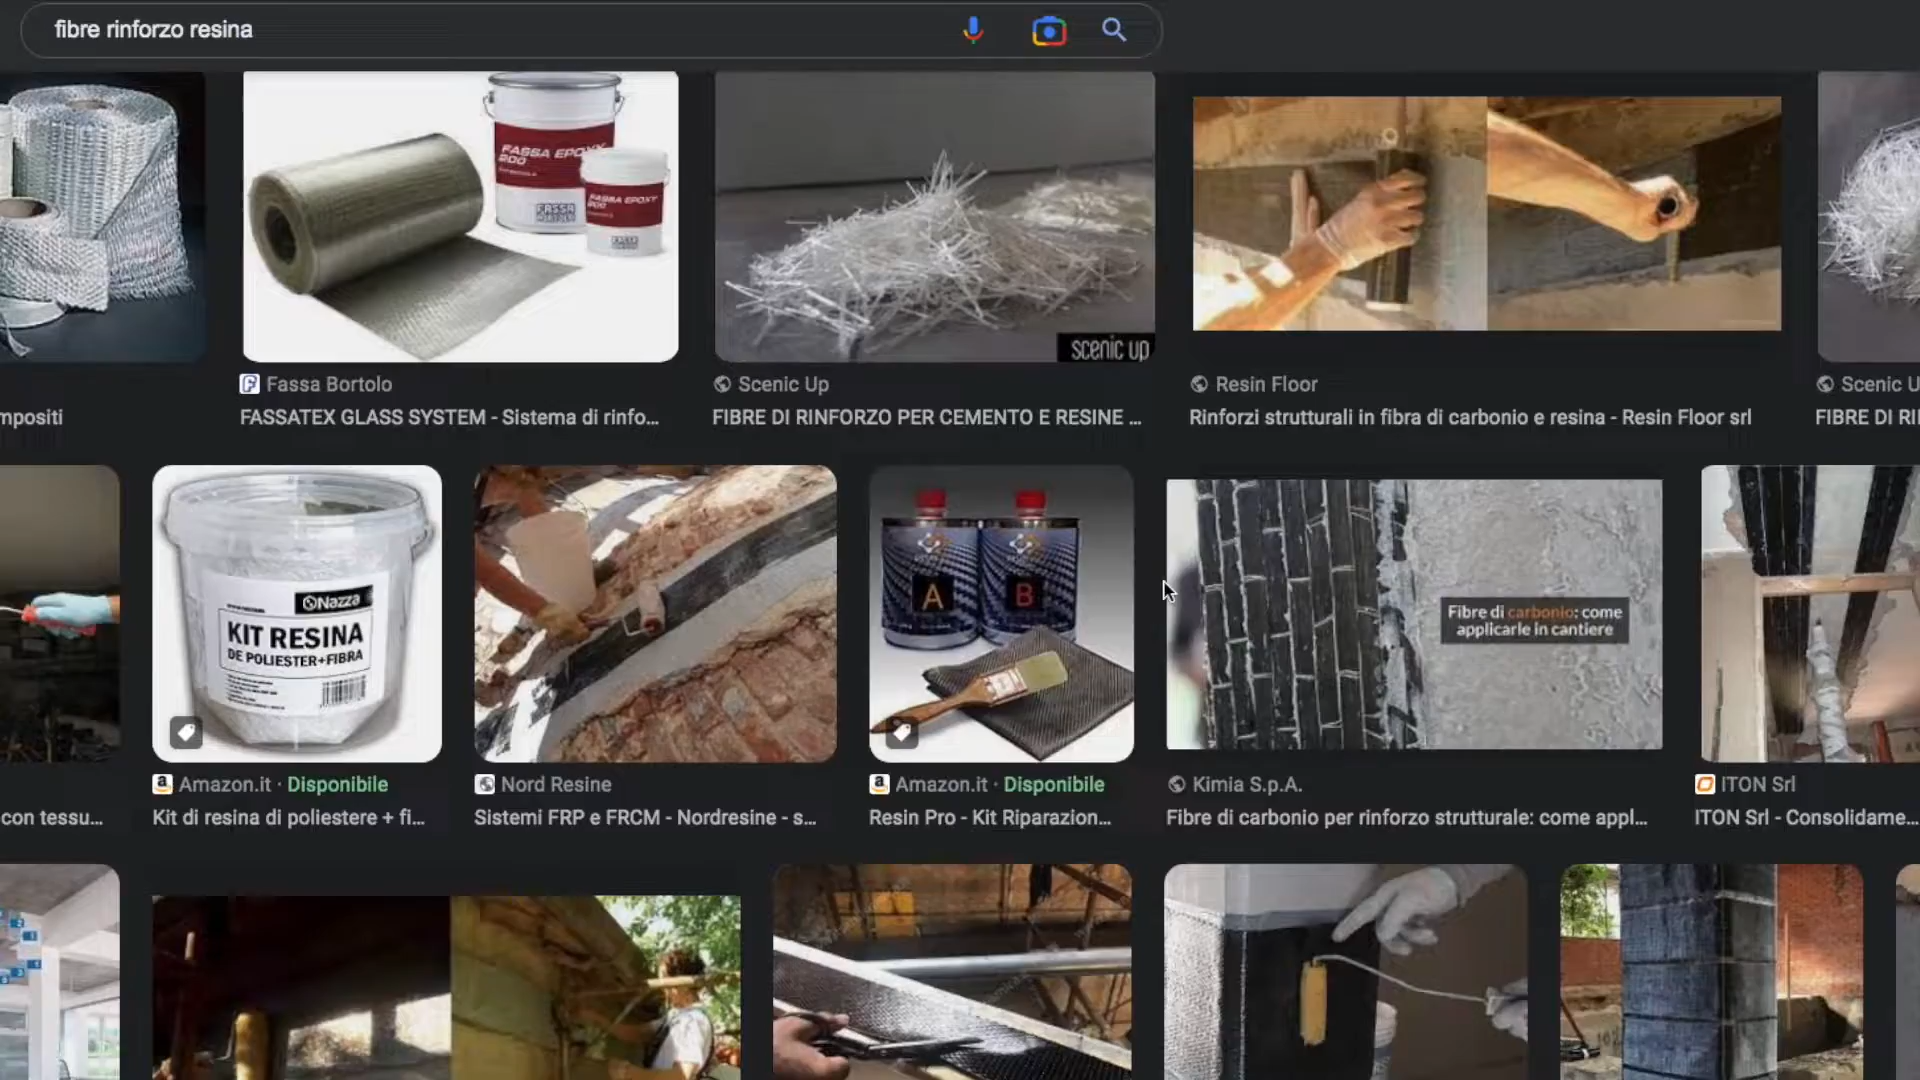 fibre rinforzo resina
FASSA EPOXY
FASSA EPOXY
scenic up
Fassa Bortolo
Scenic Up
Resin Floor
Scenic U
mpositi
FASSATEX GLASS SYSTEM - Sistema di rinfo...
FIBRE DI RINFORZO PER CEMENTO E RESINE ...
Rinforzi strutturali in fibra di carbonio e resina - Resin Floor srl
FIBRE DI RI
Nazza
KIT RESINA
DE POLIESTER+FIBRA
A
B
Fibre di carbonio: come
applicarle in cantiere
Amazon.it · Disponibile
Nord Resine
Amazon.it · Disponibile
Kimia S.p.A.
ITON Srl
con tessu...
Kit di resina di poliestere + fi...
Sistemi FRP e FRCM - Nordresine - s...
Resin Pro - Kit Riparazion...
Fibre di carbonio per rinforzo strutturale: come appl...
ITON Srl - Consolidame...